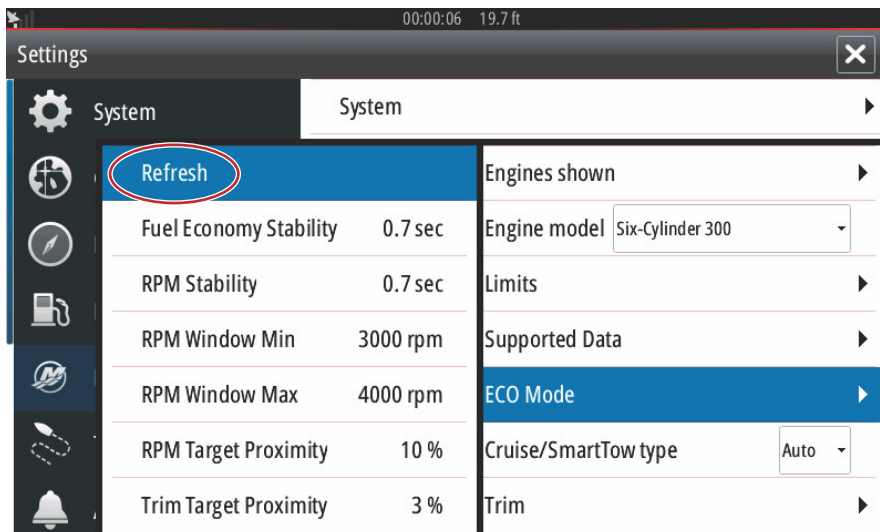 00:00:06 19.7 ft
Settings
System
System
Refresh
Fuel Economy Stability 0.7 sec
RPM Stability 0.7 sec
RPM Window Min 3000 rpm
RPM Window Max 4000 rpm
RPM Target Proximity 10 %
Trim Target Proximity 3 %
Engines shown
Engine model Six-Cylinder 300
Limits
Supported Data
ECO Mode
Cruise/SmartTow type Auto
Trim